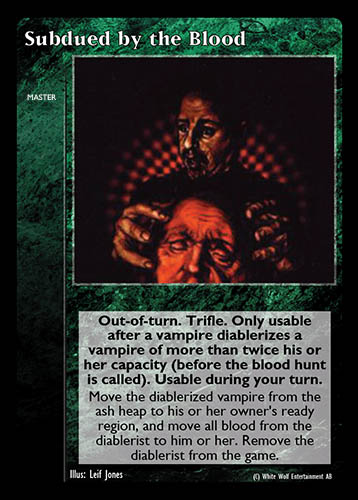 Subdued by the Blood
MASTER
Out-of-turn. Trifle. Only usable
after a vampire diablerizes a
vampire of more than twice his or
her capacity (before the blood hunt
is called). Usable during your turn.
Move the diablerized vampire from the
ash heap to his or her owner's ready
region, and move all blood from the
diablerist to him or her. Remove the
diablerist from the game.
Illus: Leif Jones
(C) White Wolf Entertainment AB